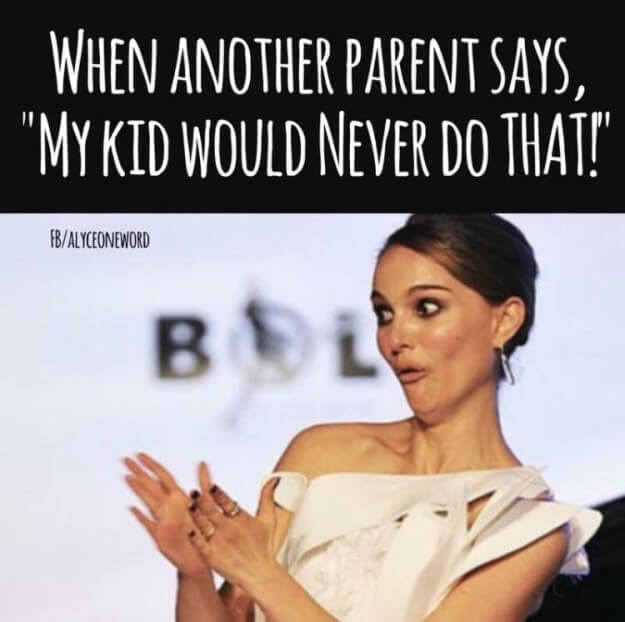 WHEN ANOTHER PARENT SAYS,
"MY KID WOULD NEVER DO THAT!"
FB/ALYCEONEWORD
B L